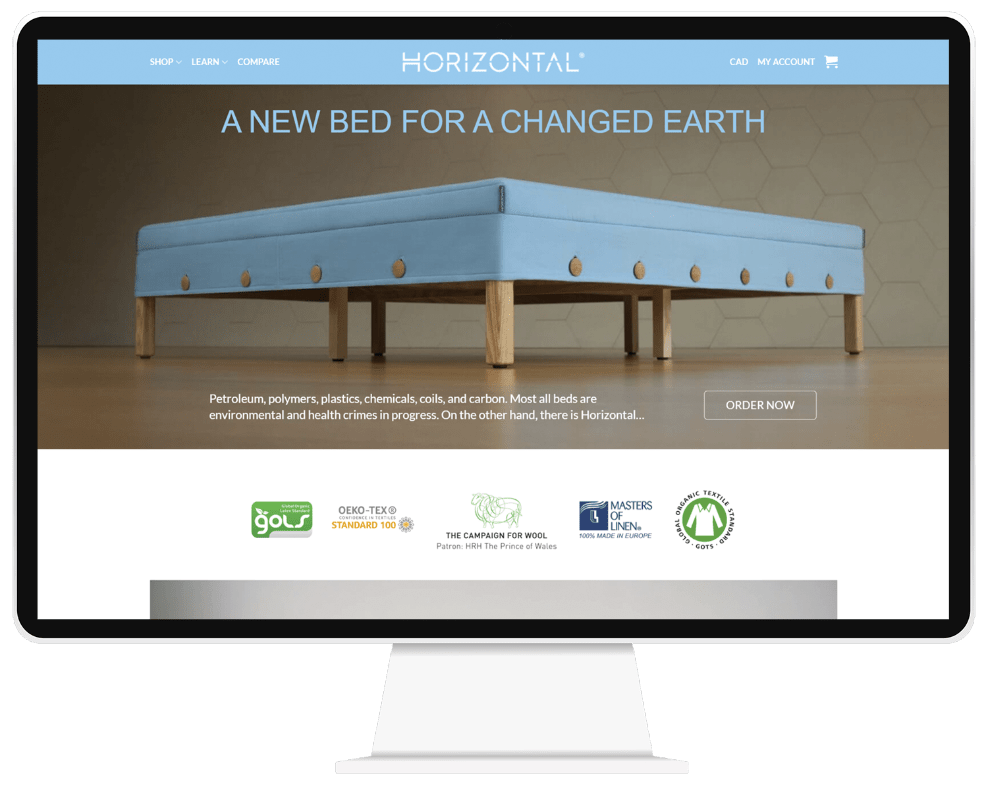 SHOP LEARN COMPARE
HORIZONTAL®
CAD MY ACCOUNT
A NEW BED FOR A CHANGED EARTH
Petroleum, polymers, plastics, chemicals, coils, and carbon. Most all beds are
environmental and health crimes in progress. On the other hand, there is Horizontal...
ORDER NOW
Global Organic
Latex Standard
gols
OEKO-TEX®
CONFIDENCE IN TEXTILES
STANDARD 100
THE CAMPAIGN FOR WOOL
Patron: HRH The Prince of Wales
MASTERS
OF
LINEN®
100% MADE IN EUROPE
GLOBAL ORGANIC TEXTILE STANDARD
· GOTS ·